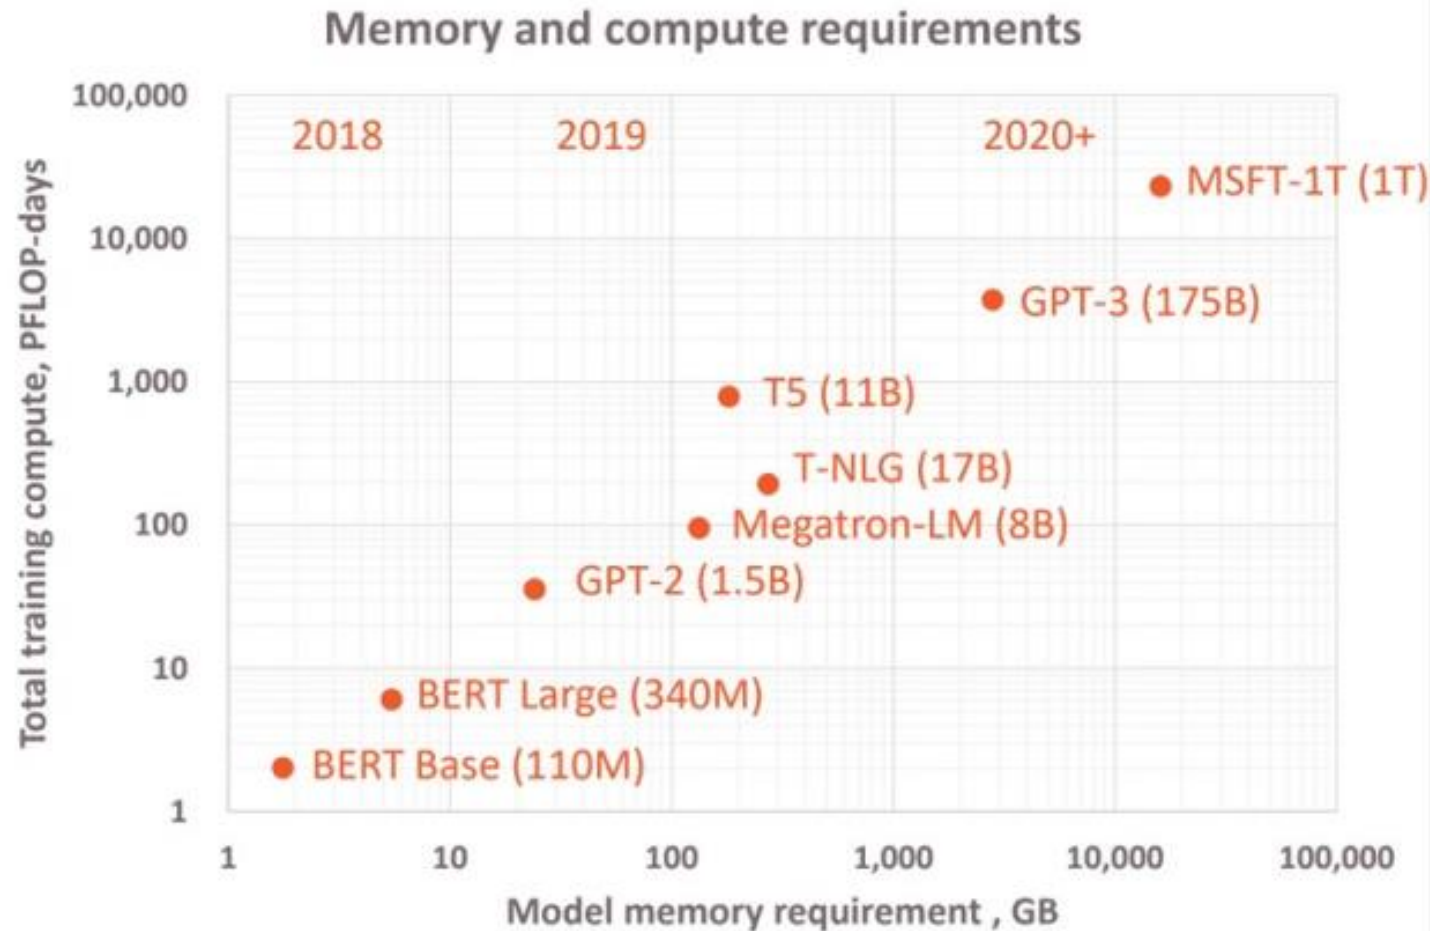 Memory and compute requirements
Total training compute, PFLOP-days
100,000
10,000
1,000
100
10
1
2018 2019 2020+
MSFT-1T (1T)
GPT-3 (175B)
T5 (11B)
T-NLG (17B)
Megatron-LM (8B)
GPT-2 (1.5B)
BERT Large (340M)
BERT Base (110M)
1 10 100 1,000 10,000 100,000
Model memory requirement , GB